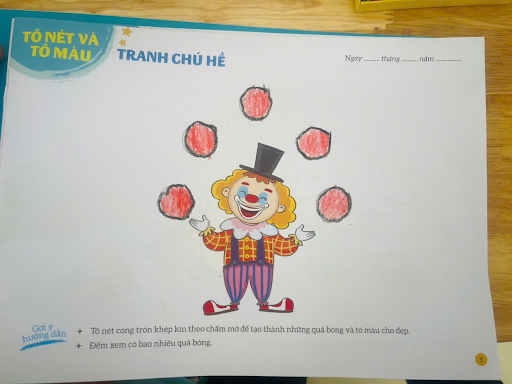 TÔ NÉT VÀ
TÔ MÀU
TRANH CHÚ HỀ
Ngày ......... tháng ......... năm ..............
Gợi ý
hướng dẫn
+ Tô nét cong tròn khép kín theo chấm mờ để tạo thành những quả bóng và tô màu cho đẹp.
+ Đếm xem có bao nhiêu quả bóng.
3